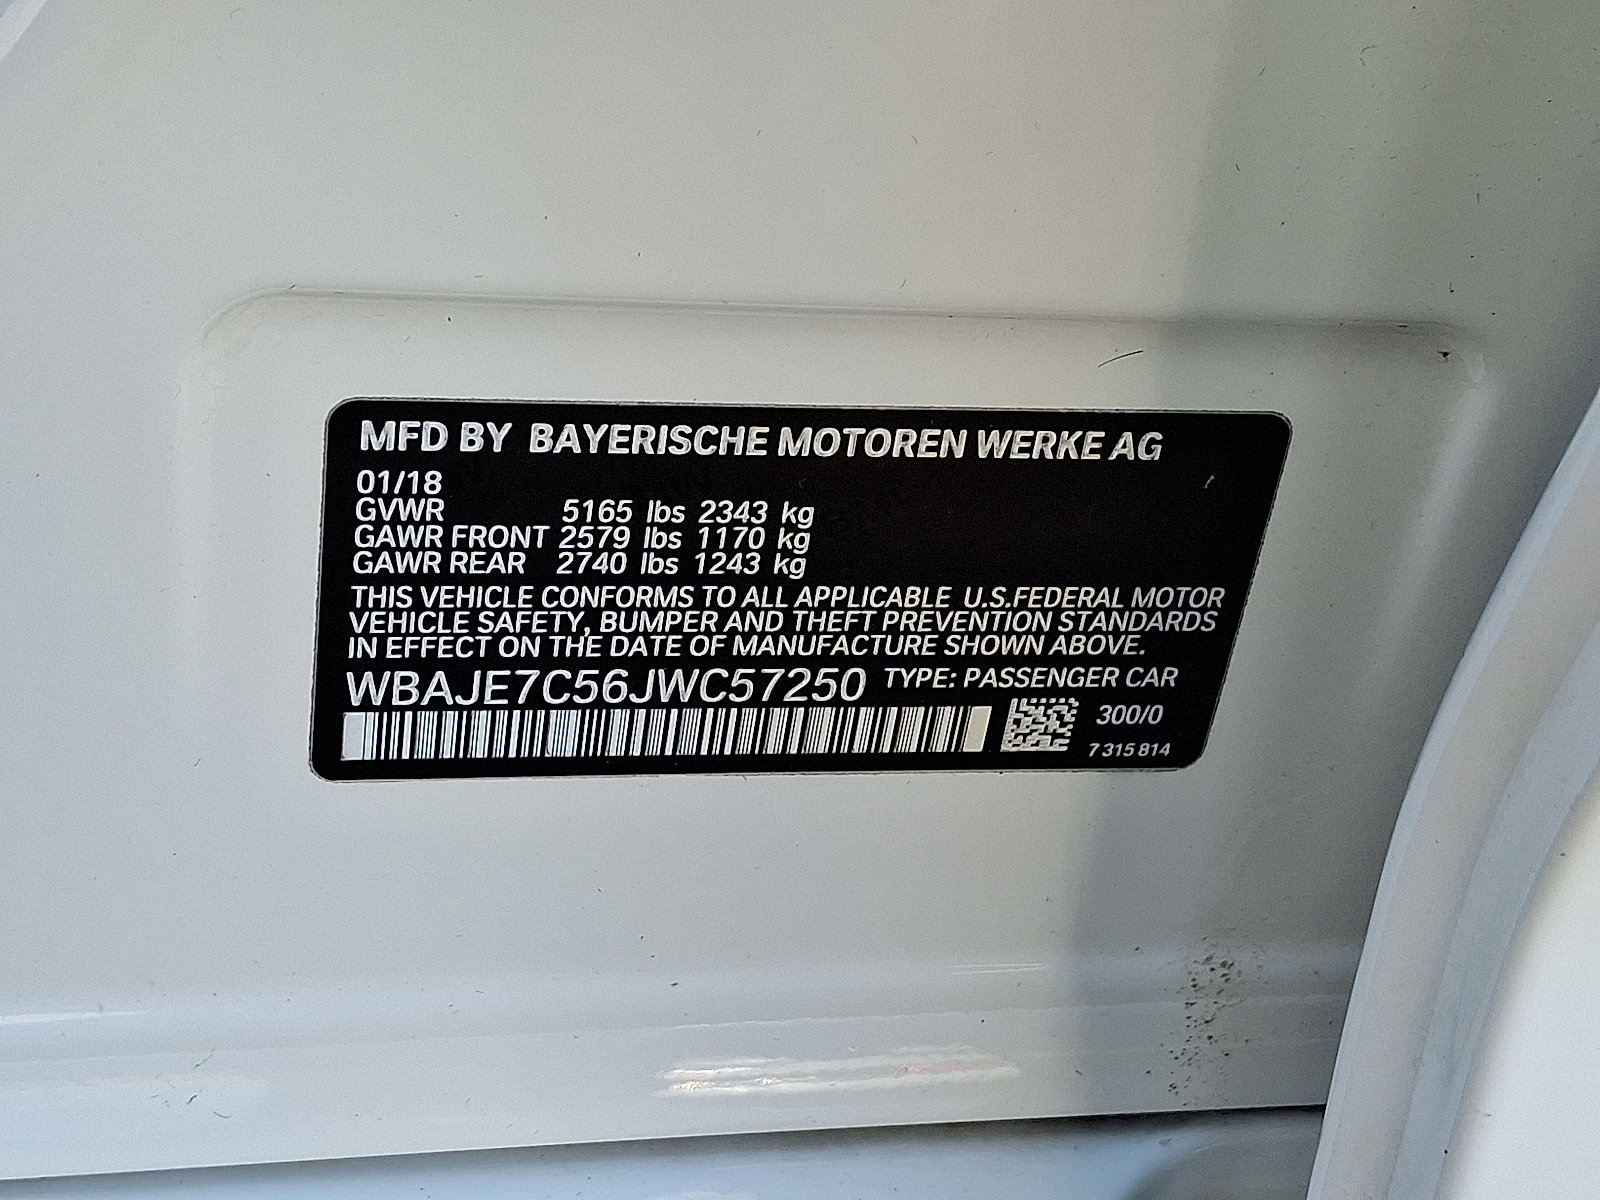 MFD BY BAYERISCHE MOTOREN WERKE AG
01/18
GVWR 5165 lbs 2343 kg
GAWR FRONT 2579 lbs 1170 kg
GAWR REAR 2740 lbs 1243 kg
THIS VEHICLE CONFORMS TO ALL APPLICABLE U.S.FEDERAL MOTOR
VEHICLE SAFETY, BUMPER AND THEFT PREVENTION STANDARDS
IN EFFECT ON THE DATE OF MANUFACTURE SHOWN ABOVE.
WBAJE7C56JWC57250 TYPE: PASSENGER CAR
300/0
7 315 814